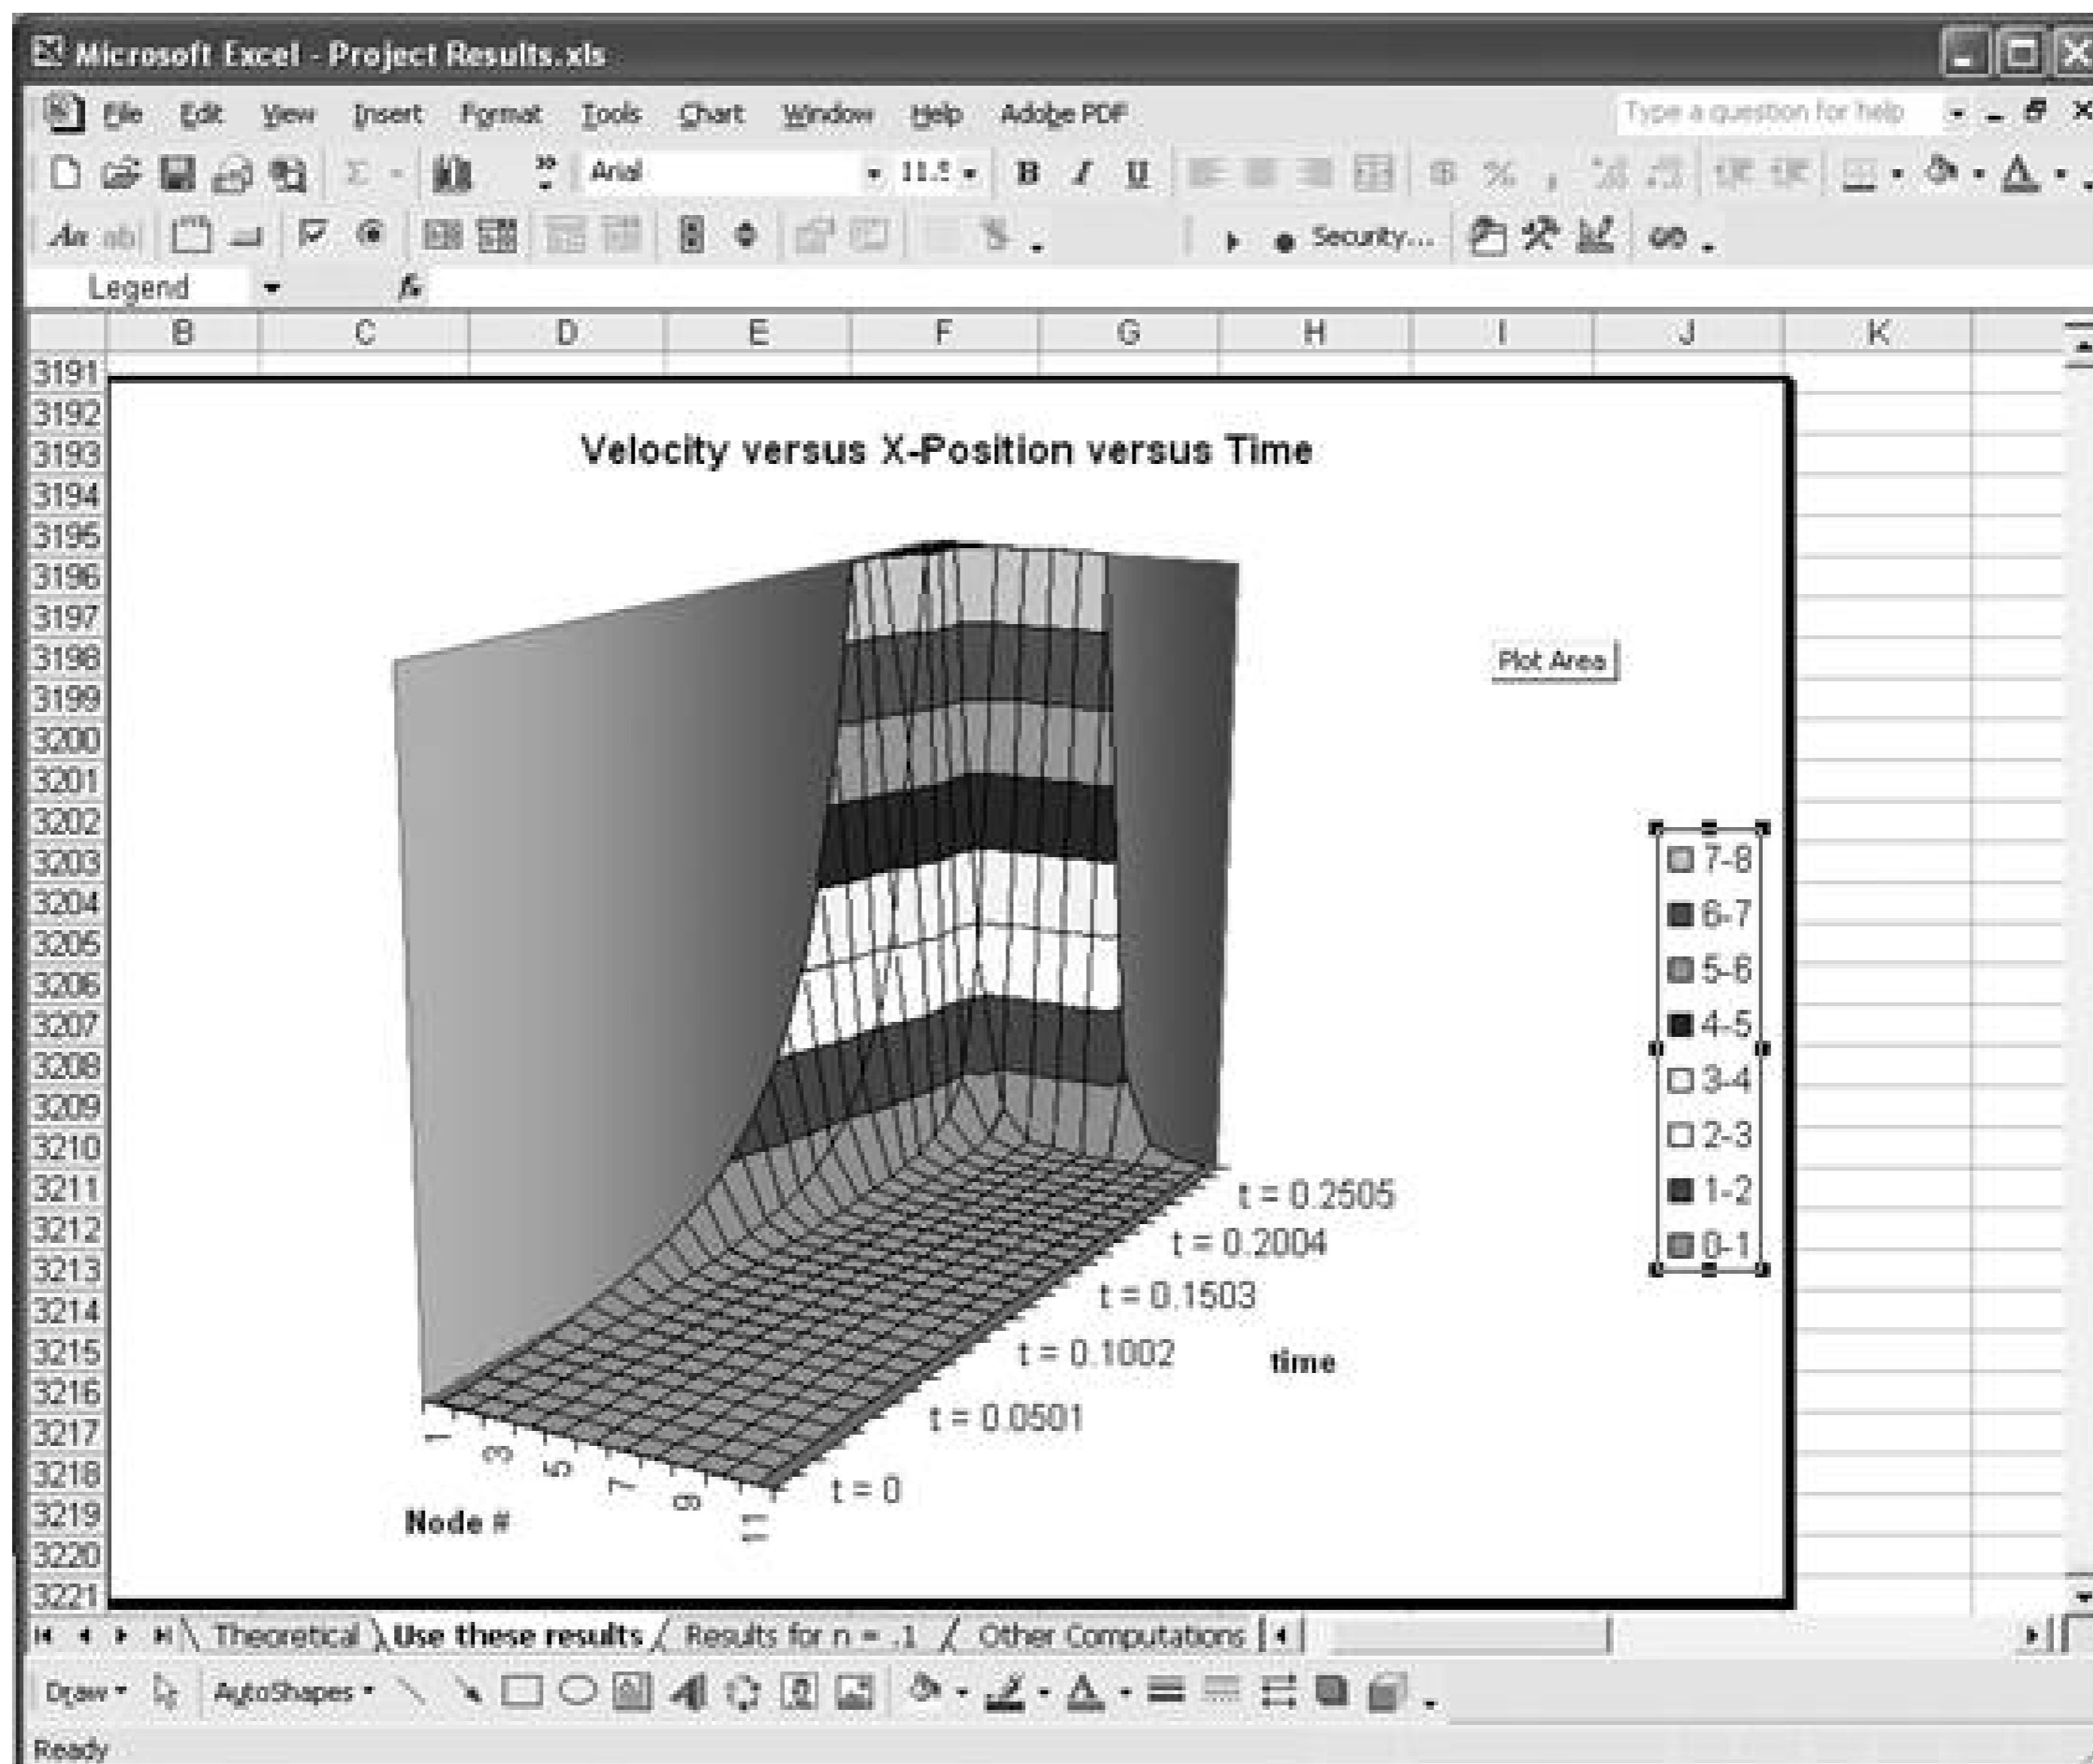 Microsoft Excel - Project Results.xls
File Edit View Insert Format Tools Chart Window Help Adobe PDF Type a question for help
Arial 11.5 B I U %
Aa ab| Security...
Legend fx
B C D E F G H I J K
3191
3192
3193
3194
3195
3196
3197
3198
3199
3200
3201
3202
3203
3204
3205
3206
3207
3208
3209
3210
3211
3212
3213
3214
3215
3216
3217
3218
3219
3220
3221
Velocity versus X-Position versus Time
Plot Area
7-8
6-7
5-6
4-5
3-4
2-3
1-2
0-1
t = 0.2505
t = 0.2004
t = 0.1503
t = 0.1002
time
t = 0.0501
t = 0
1 3 5 7 9 11
Node #
Theoretical Use these results Results for n = .1 Other Computations
Draw AutoShapes
Ready